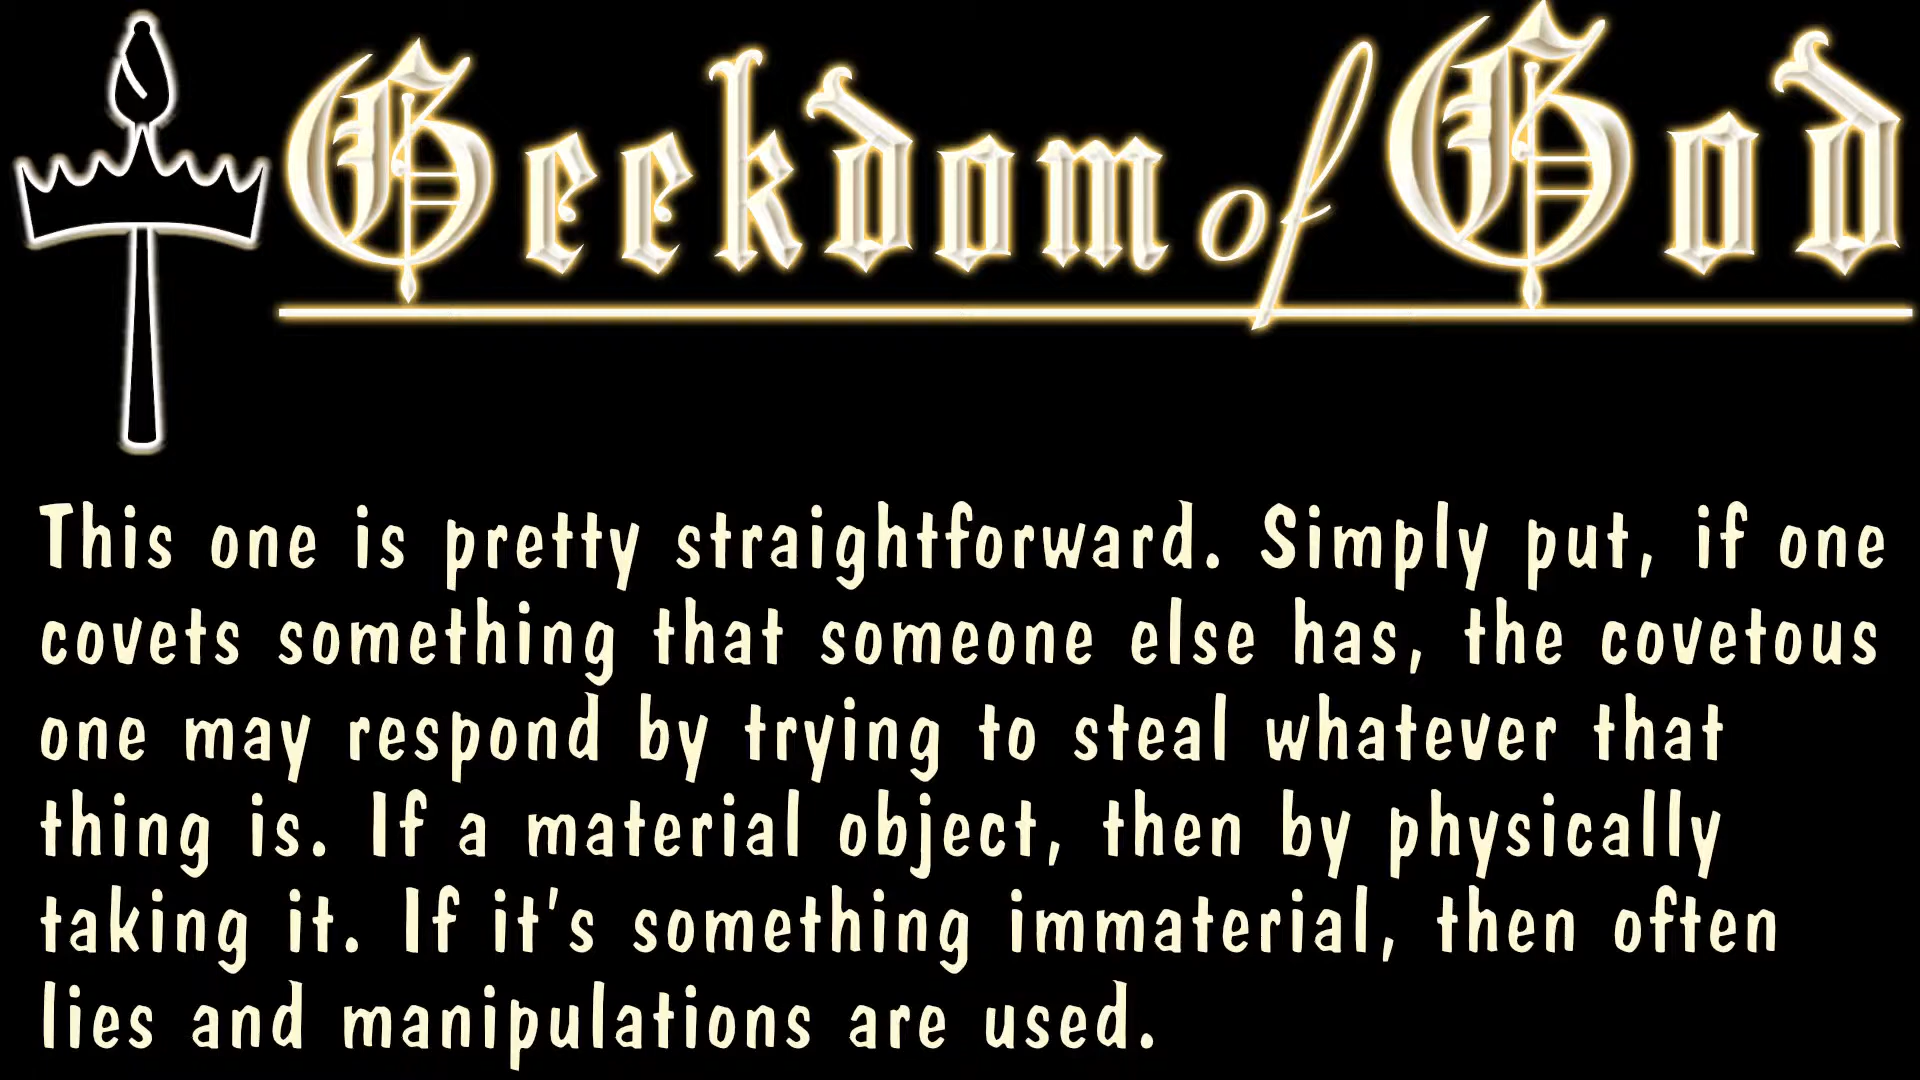 Geekdom of God
This one is pretty straightforward. Simply put, if one
covets something that someone else has, the covetous
one may respond by trying to steal whatever that
thing is. If a material object, then by physically
taking it. If it's something immaterial, then often
lies and manipulations are used.